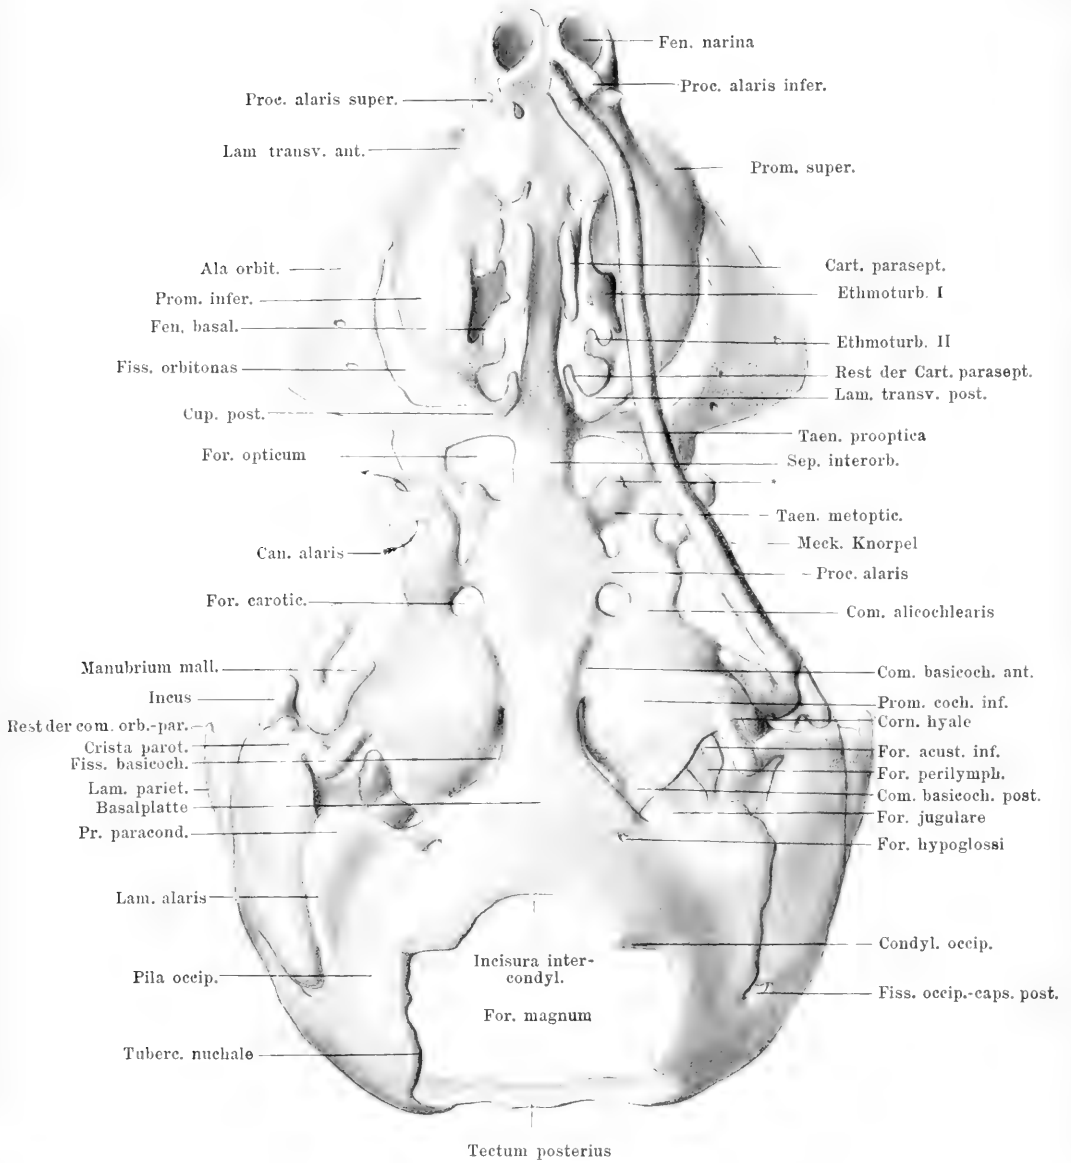 Fen. narina
Proc. alaris infer.
Proc. alaris super.
Lam transv. ant.
Prom. super.
Ala orbit.
Cart. parasept.
Prom. infer.
Ethmoturb. I
Fen. basal.
Ethmoturb. II
Fiss. orbitonas
Rest der Cart. parasept.
Lam. transv. post.
Cup. post.
Taen. prooptica
For. opticum
Sep. interorb.
*
Taen. metoptic.
Can. alaris
Meck. Knorpel
Proc. alaris
For. carotic.
Com. alicochlearis
Manubrium mall.
Com. basicoch. ant.
Incus
Prom. coch. inf.
Rest der com. orb.-par.
Corn. hyale
Crista parot.
For. acust. inf.
Fiss. basicoch.
For. perilymph.
Lam. pariet.
Com. basicoch. post.
Basalplatte
For. jugulare
Pr. paracond.
For. hypoglossi
Lam. alaris
Condyl. occip.
Incisura inter-
condyl.
Pila occip.
Fiss. occip.-caps. post.
For. magnum
Tuberc. nuchale
Tectum posterius